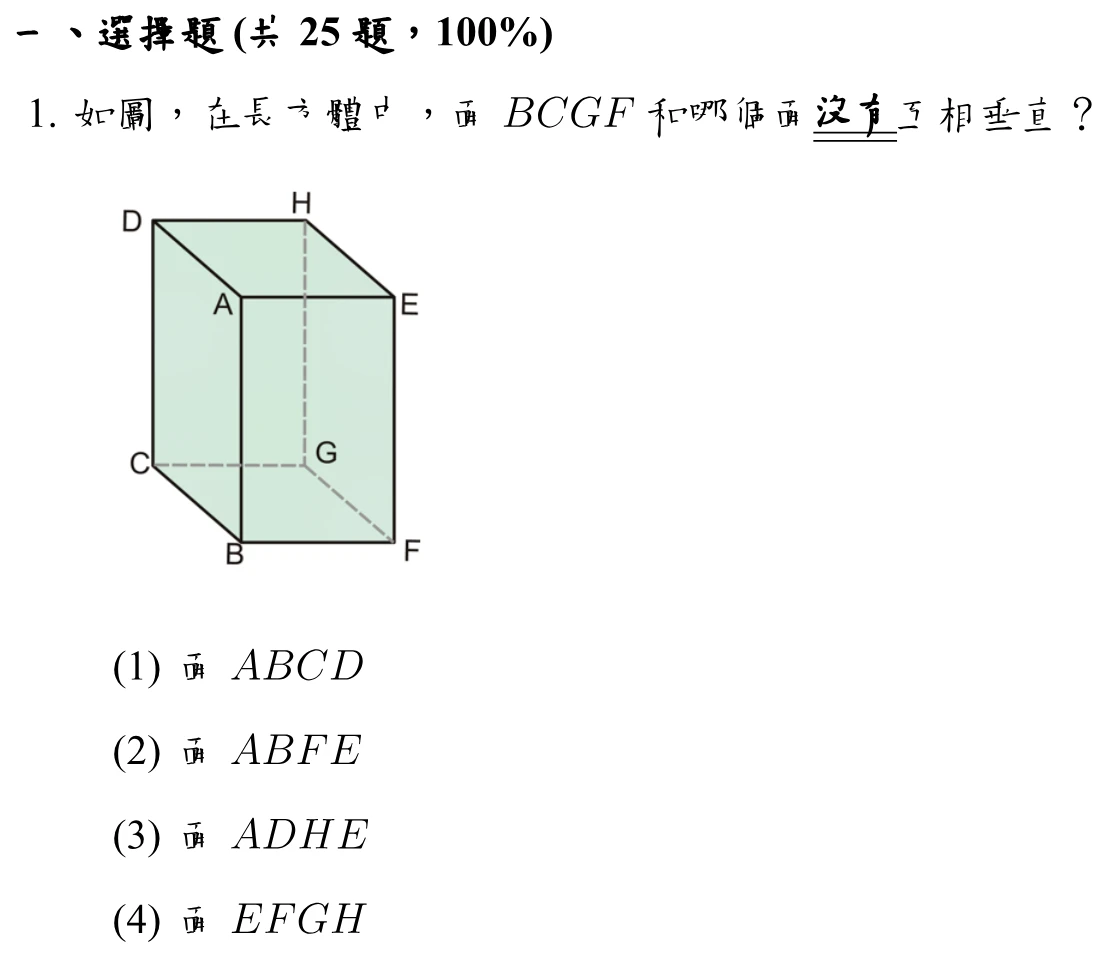 一、選擇題(共 25 題，100%)
1. 如圖，在長方體中，面 BCGF 和哪個面沒有互相垂直？
H
D
A
E
C
G
B
F
(1) 面 ABCD
(2) 面 ABFE
(3) 面 ADHE
(4) 面 EFGH